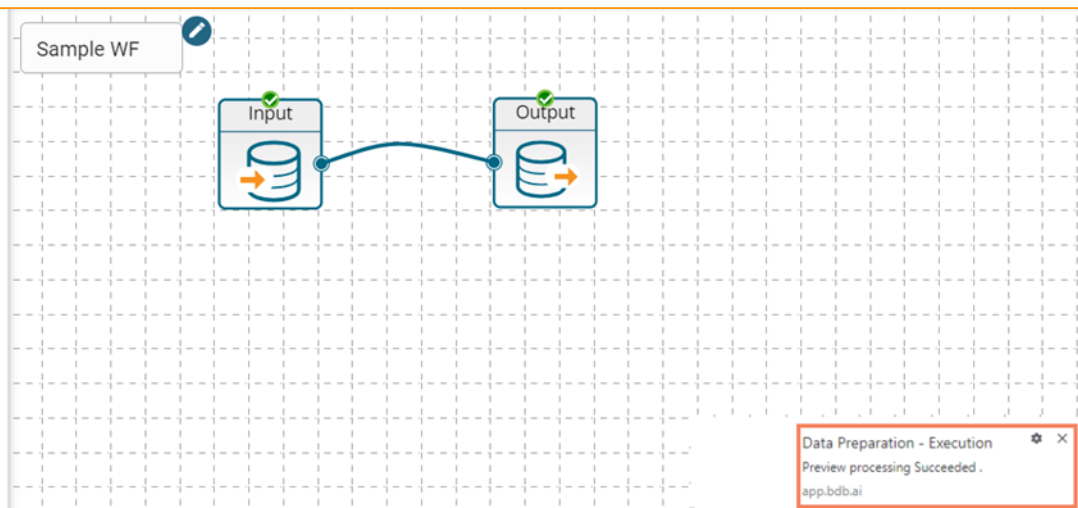 Sample WF
Input
Output
Data Preparation - Execution
Preview processing Succeeded .
app.bdb.ai